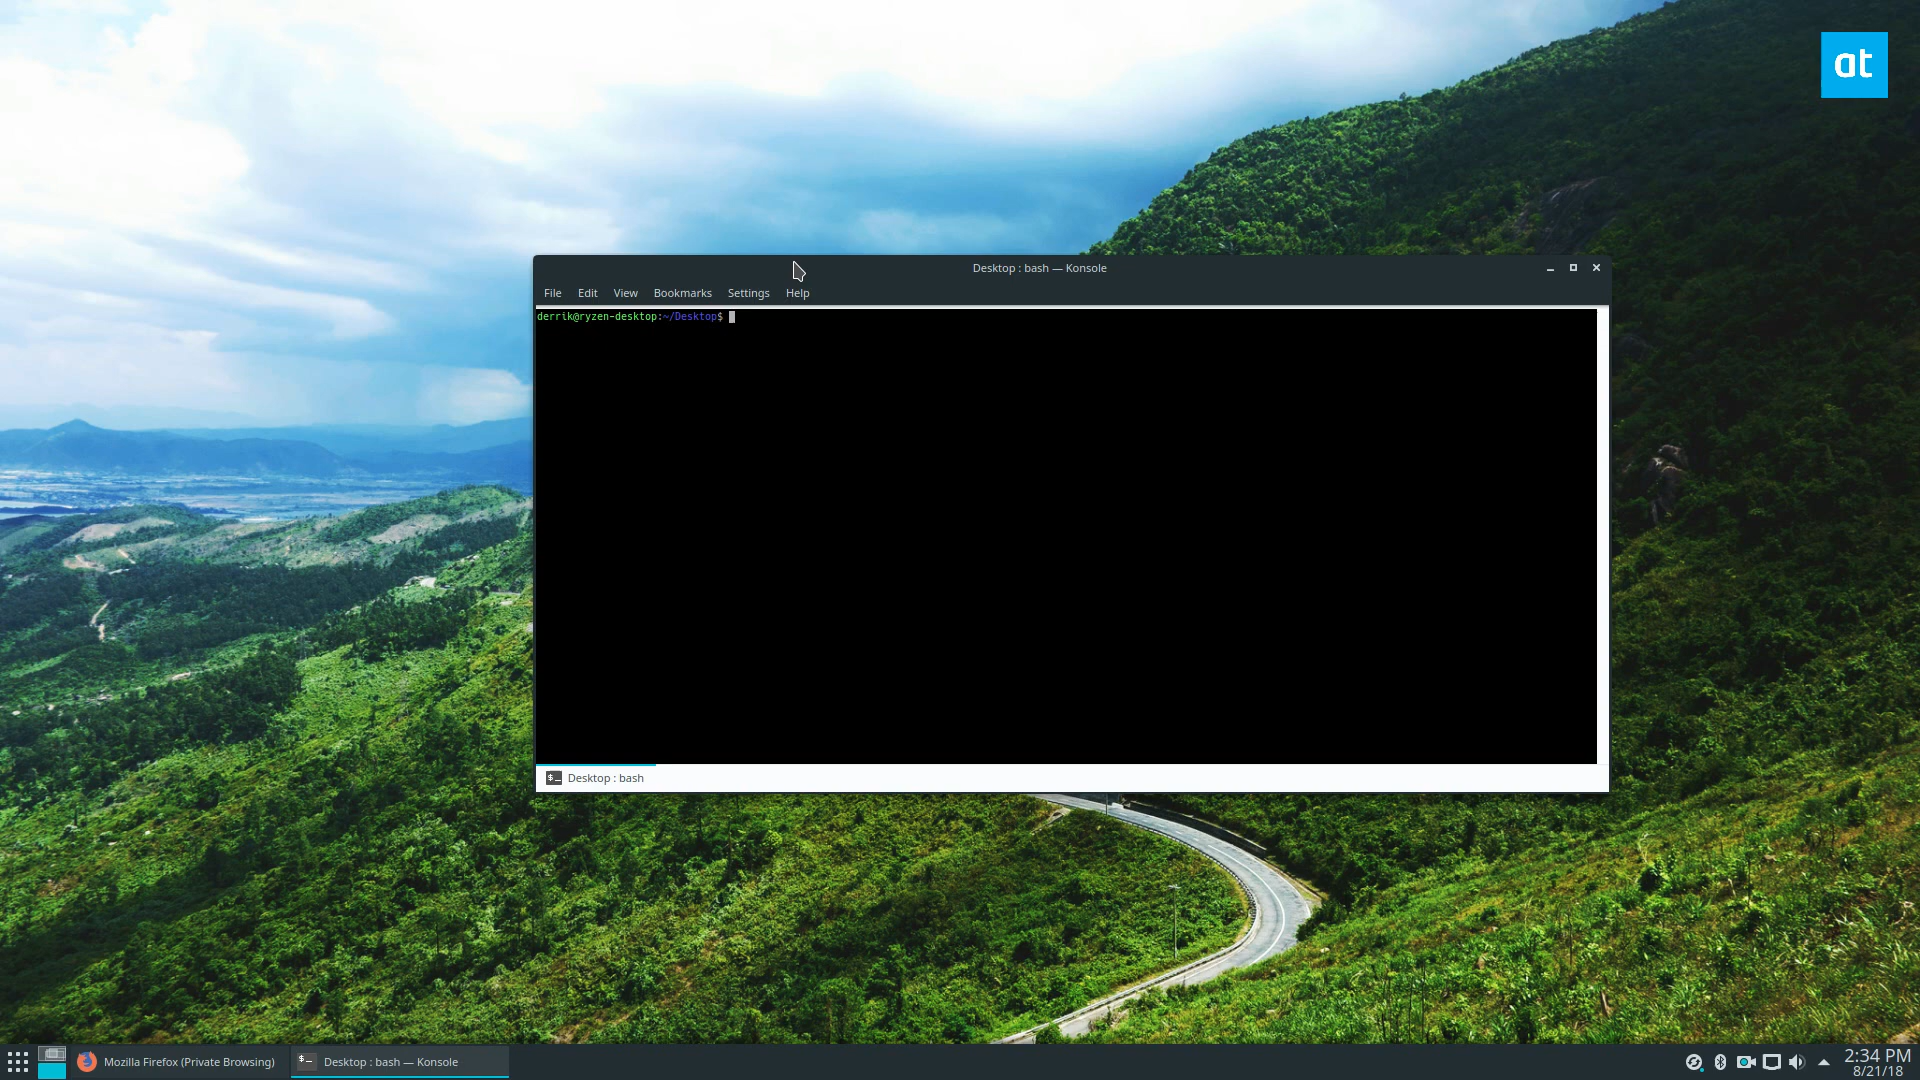 at
Desktop : bash — Konsole
File Edit View Bookmarks Settings Help
derrik@ryzen-desktop:~/Desktop$
$_ Desktop : bash
Mozilla Firefox (Private Browsing)
$_ Desktop : bash — Konsole
2:34 PM
8/21/18